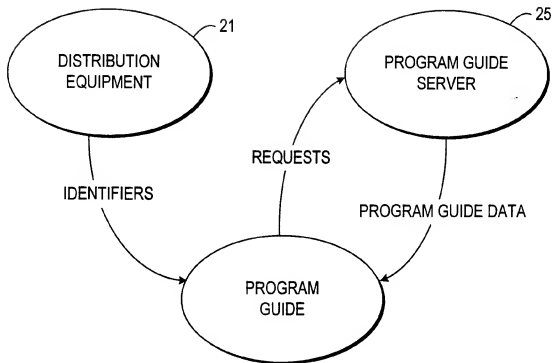 21
DISTRIBUTION
EQUIPMENT
25
PROGRAM GUIDE
SERVER
REQUESTS
IDENTIFIERS
PROGRAM GUIDE DATA
PROGRAM
GUIDE